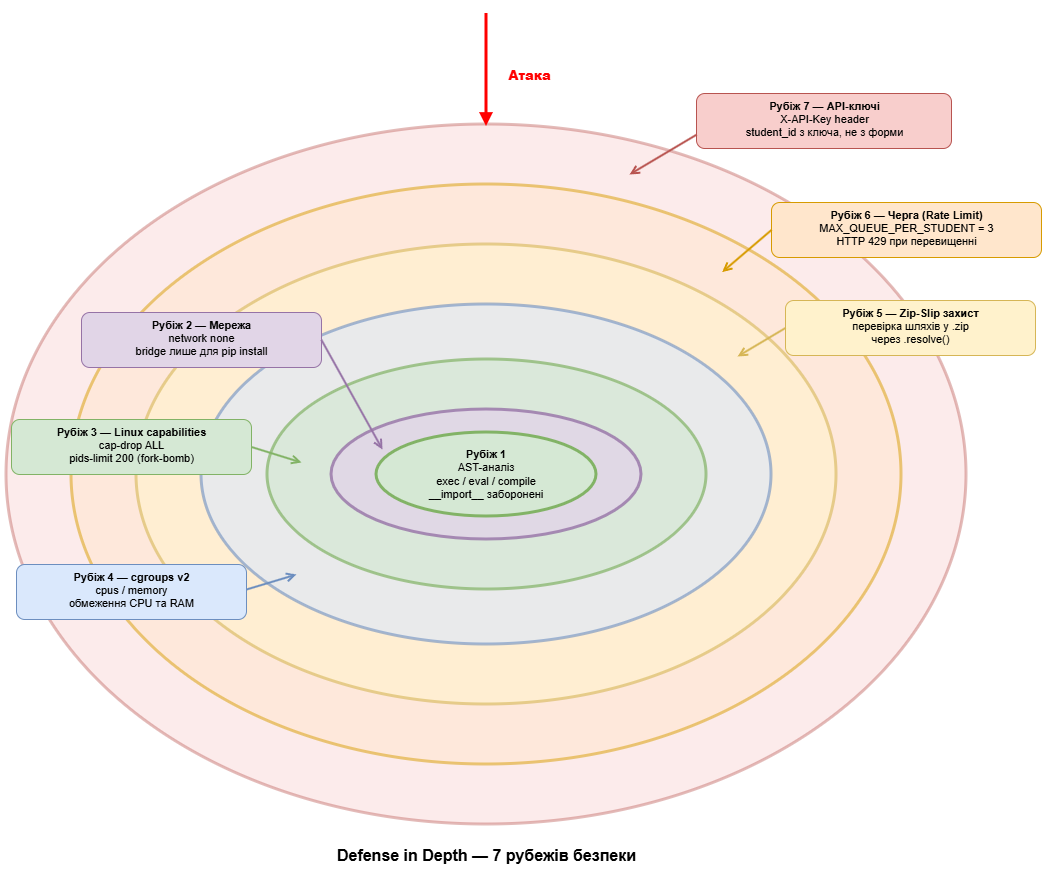 Атака
Рубіж 7 — API-ключі
X-API-Key header
student_id з ключа, не з форми
Рубіж 6 — Черга (Rate Limit)
MAX_QUEUE_PER_STUDENT = 3
HTTP 429 при перевищенні
Рубіж 5 — Zip-Slip захист
перевірка шляхів у .zip
через .resolve()
Рубіж 2 — Мережа
network none
bridge лише для pip install
Рубіж 3 — Linux capabilities
cap-drop ALL
pids-limit 200 (fork-bomb)
Рубіж 1
AST-аналіз
exec / eval / compile
__import__ заборонені
Рубіж 4 — cgroups v2
cpus / memory
обмеження CPU та RAM
Defense in Depth — 7 рубежів безпеки